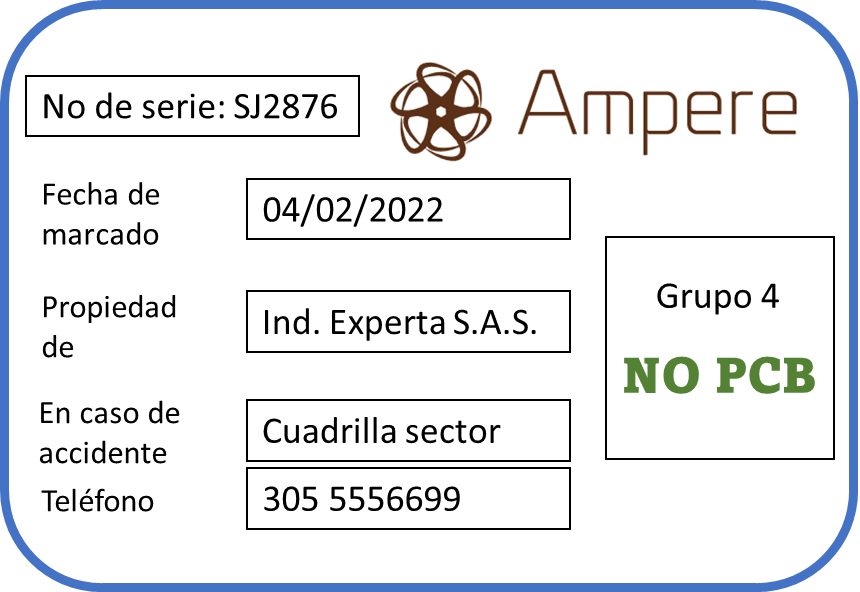 No de serie: SJ2876
Ampere
Fecha de
marcado
04/02/2022
Propiedad
de
Ind. Experta S.A.S.
Grupo 4
NO PCB
En caso de
accidente
Cuadrilla sector
Teléfono
305 5556699